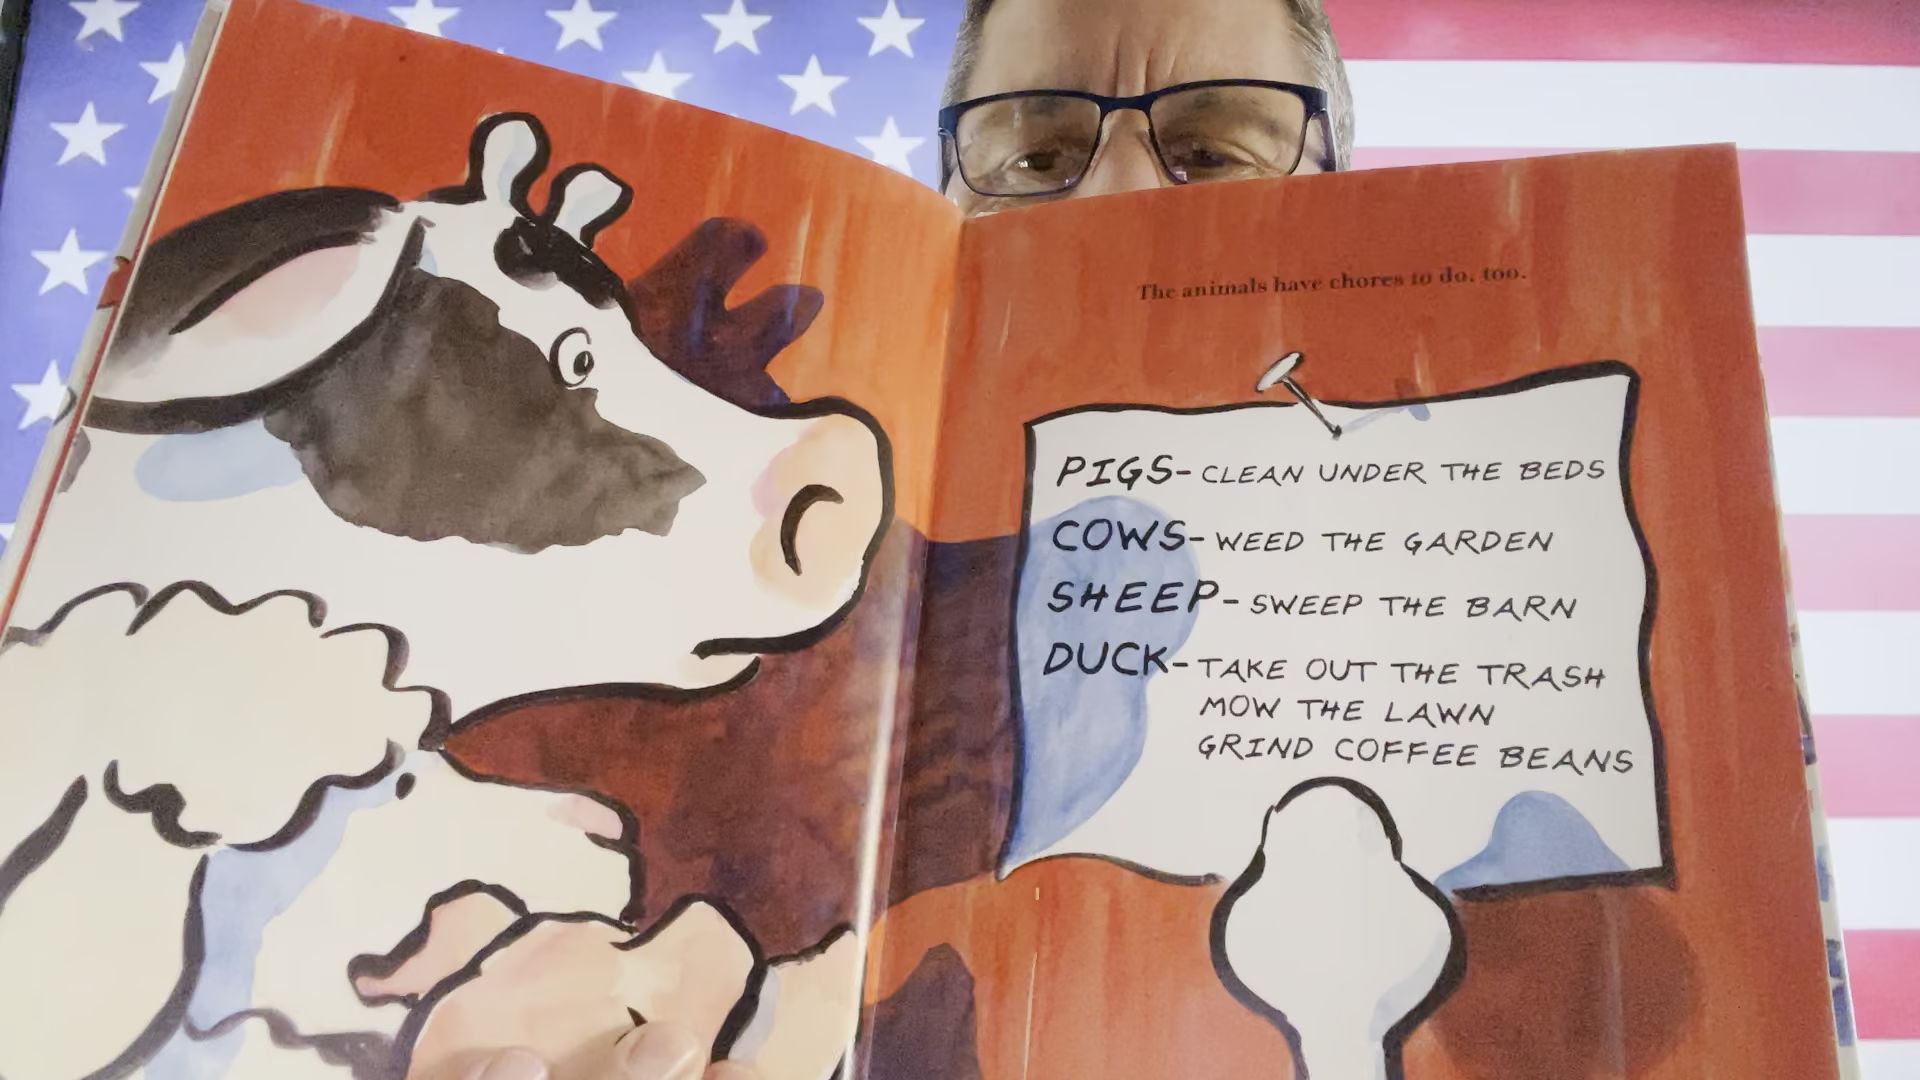 The animals have chores to do, too.
PIGS- CLEAN UNDER THE BEDS
COWS- WEED THE GARDEN
SHEEP- SWEEP THE BARN
DUCK- TAKE OUT THE TRASH
MOW THE LAWN
GRIND COFFEE BEANS